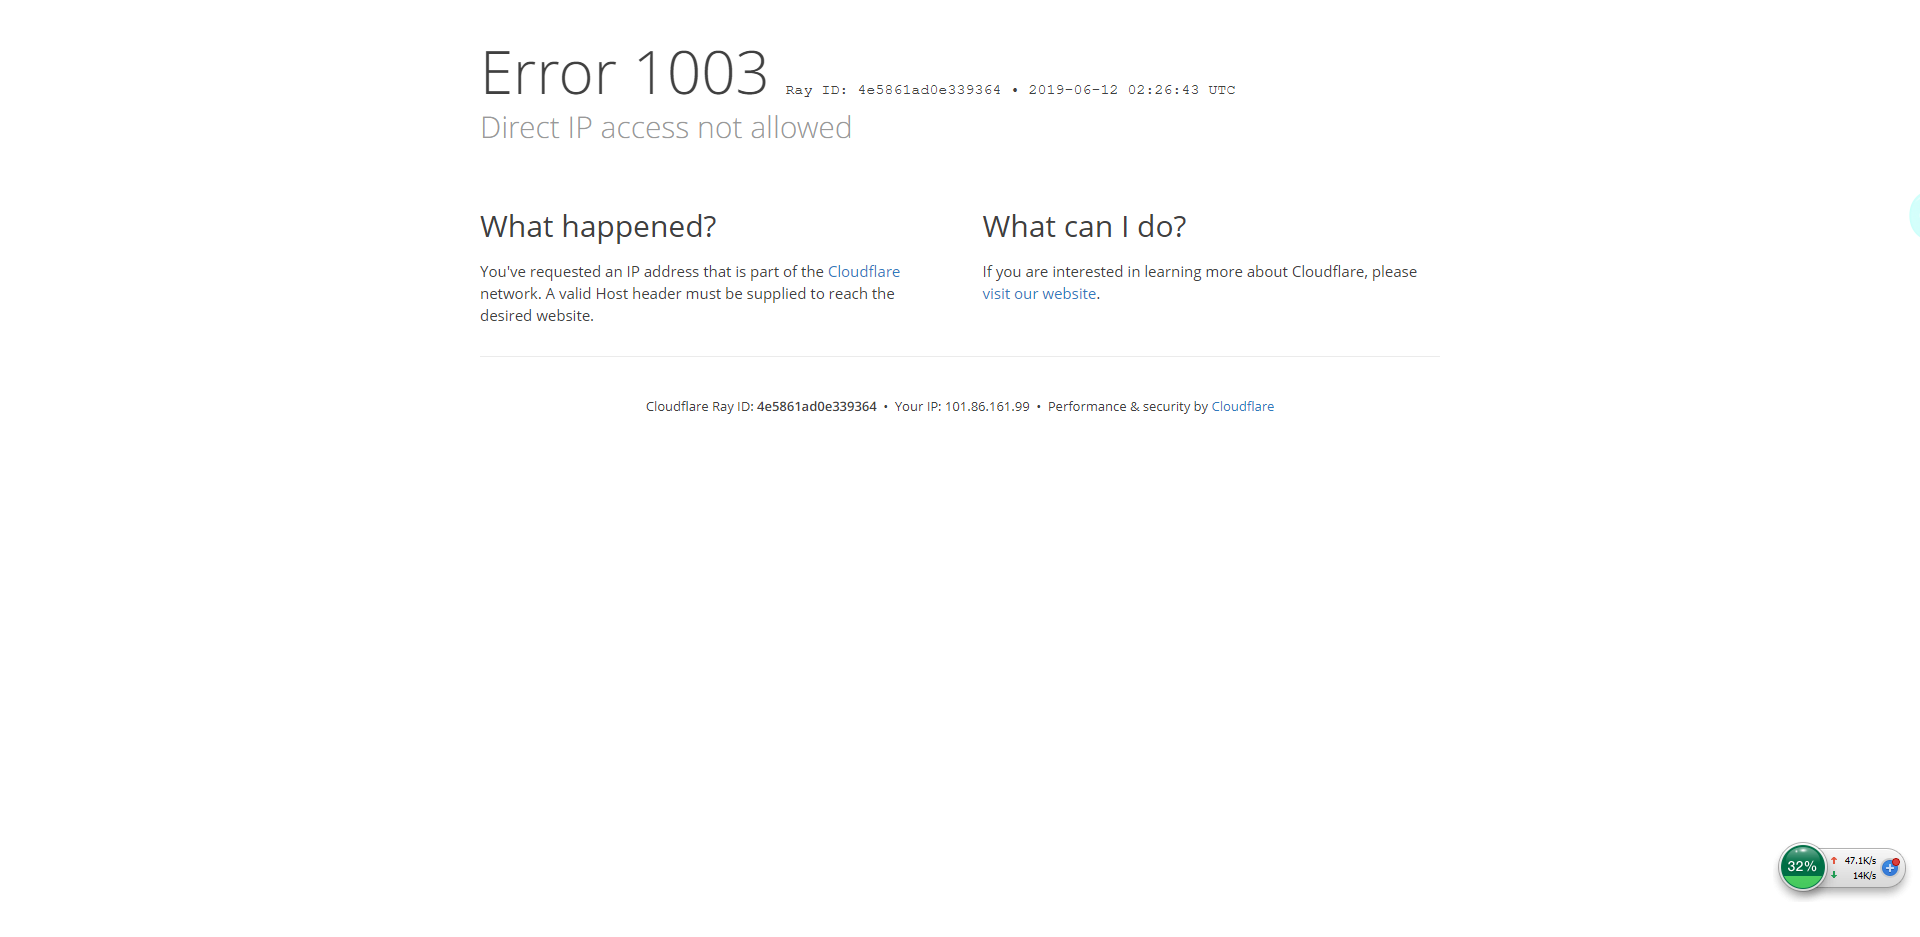 Error 1003 Ray ID: 4e5861ad0e339364 • 2019-06-12 02:26:43 UTC
Direct IP access not allowed
What happened?
You've requested an IP address that is part of the Cloudflare
network. A valid Host header must be supplied to reach the
desired website.
What can I do?
If you are interested in learning more about Cloudflare, please
visit our website.
Cloudflare Ray ID: 4e5861ad0e339364 • Your IP: 101.86.161.99 • Performance & security by Cloudflare
32%
↑ 47.1K/s
↓ 14K/s